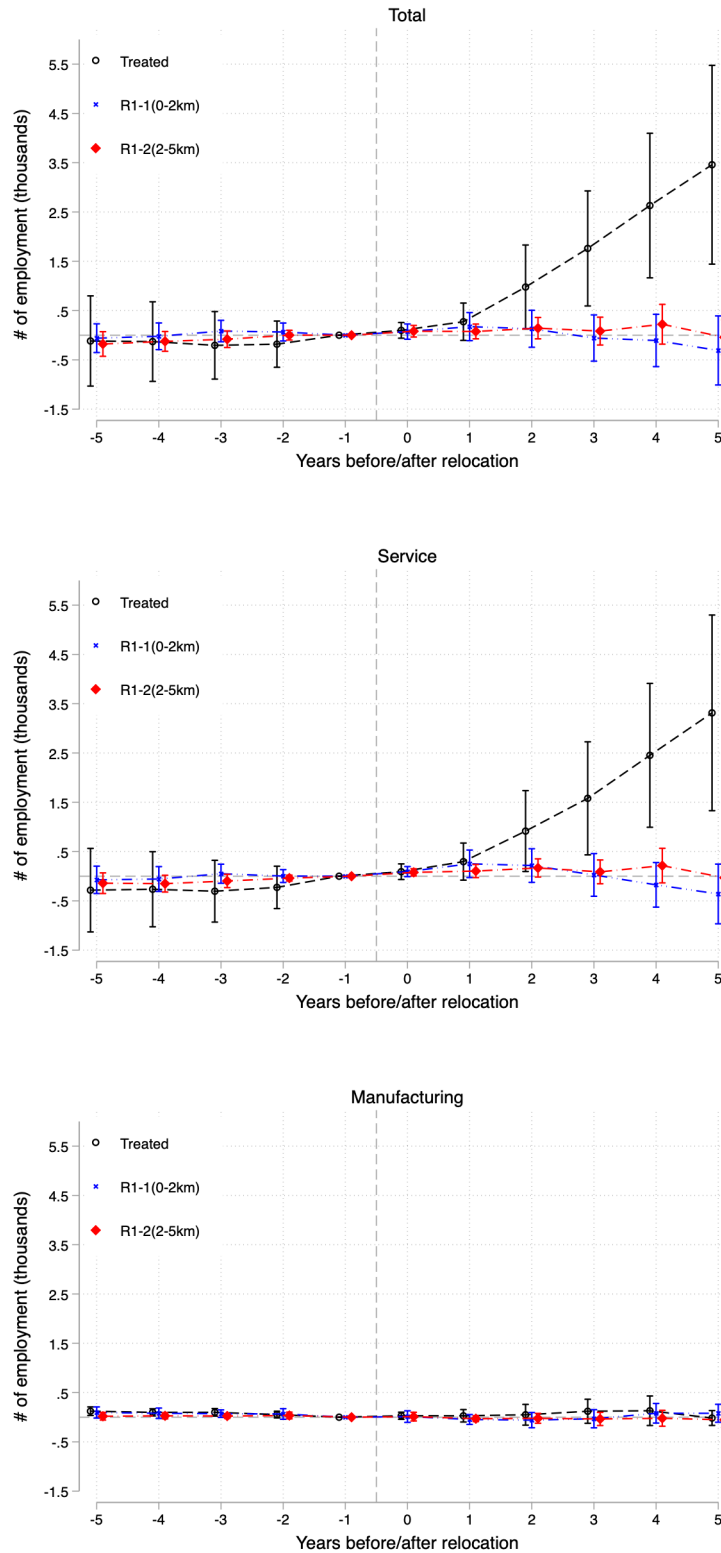 Total
# of employment (thousands)
5.5
4.5
3.5
2.5
1.5
.5
-.5
-1.5
Treated
R1-1(0-2km)
R1-2(2-5km)
-5 -4 -3 -2 -1 0 1 2 3 4 5
Years before/after relocation
Service
# of employment (thousands)
5.5
4.5
3.5
2.5
1.5
.5
-.5
-1.5
Treated
R1-1(0-2km)
R1-2(2-5km)
-5 -4 -3 -2 -1 0 1 2 3 4 5
Years before/after relocation
Manufacturing
# of employment (thousands)
5.5
4.5
3.5
2.5
1.5
.5
-.5
-1.5
Treated
R1-1(0-2km)
R1-2(2-5km)
-5 -4 -3 -2 -1 0 1 2 3 4 5
Years before/after relocation